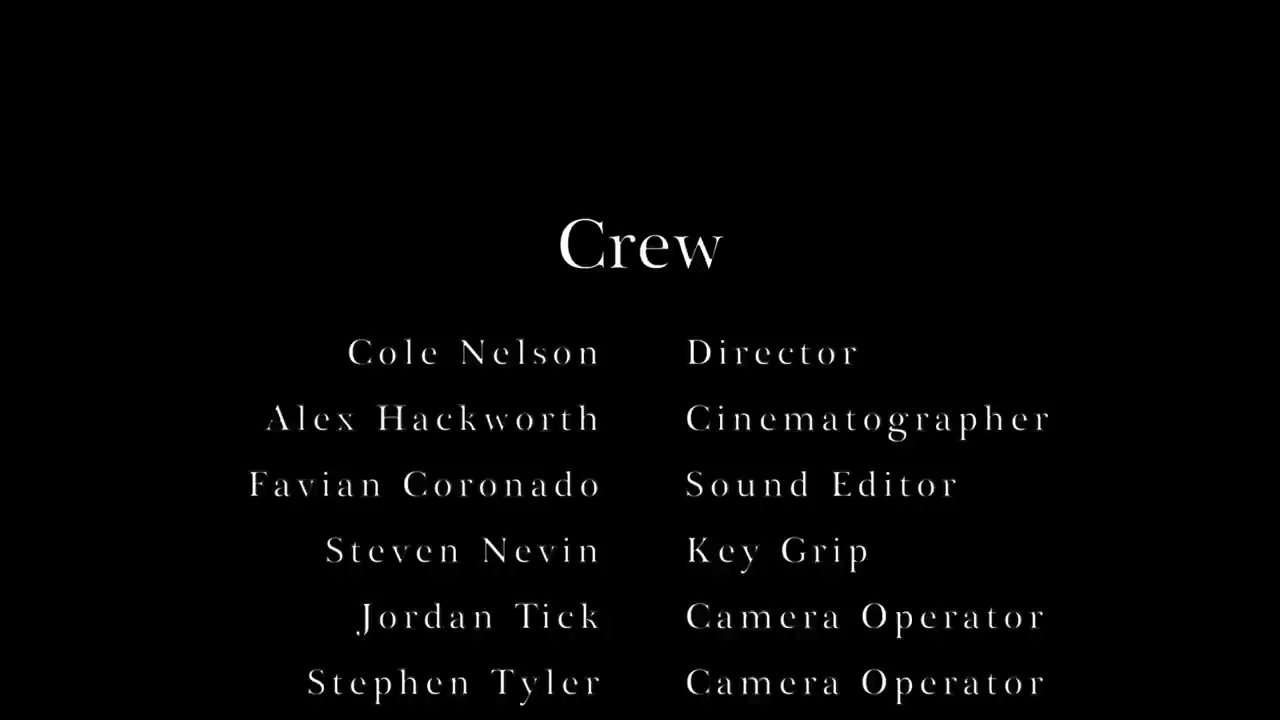 Crew
Cole Nelson Director
Alex Hackworth Cinematographer
Favian Coronado Sound Editor
Steven Nevin Key Grip
Jordan Tick Camera Operator
Stephen Tyler Camera Operator